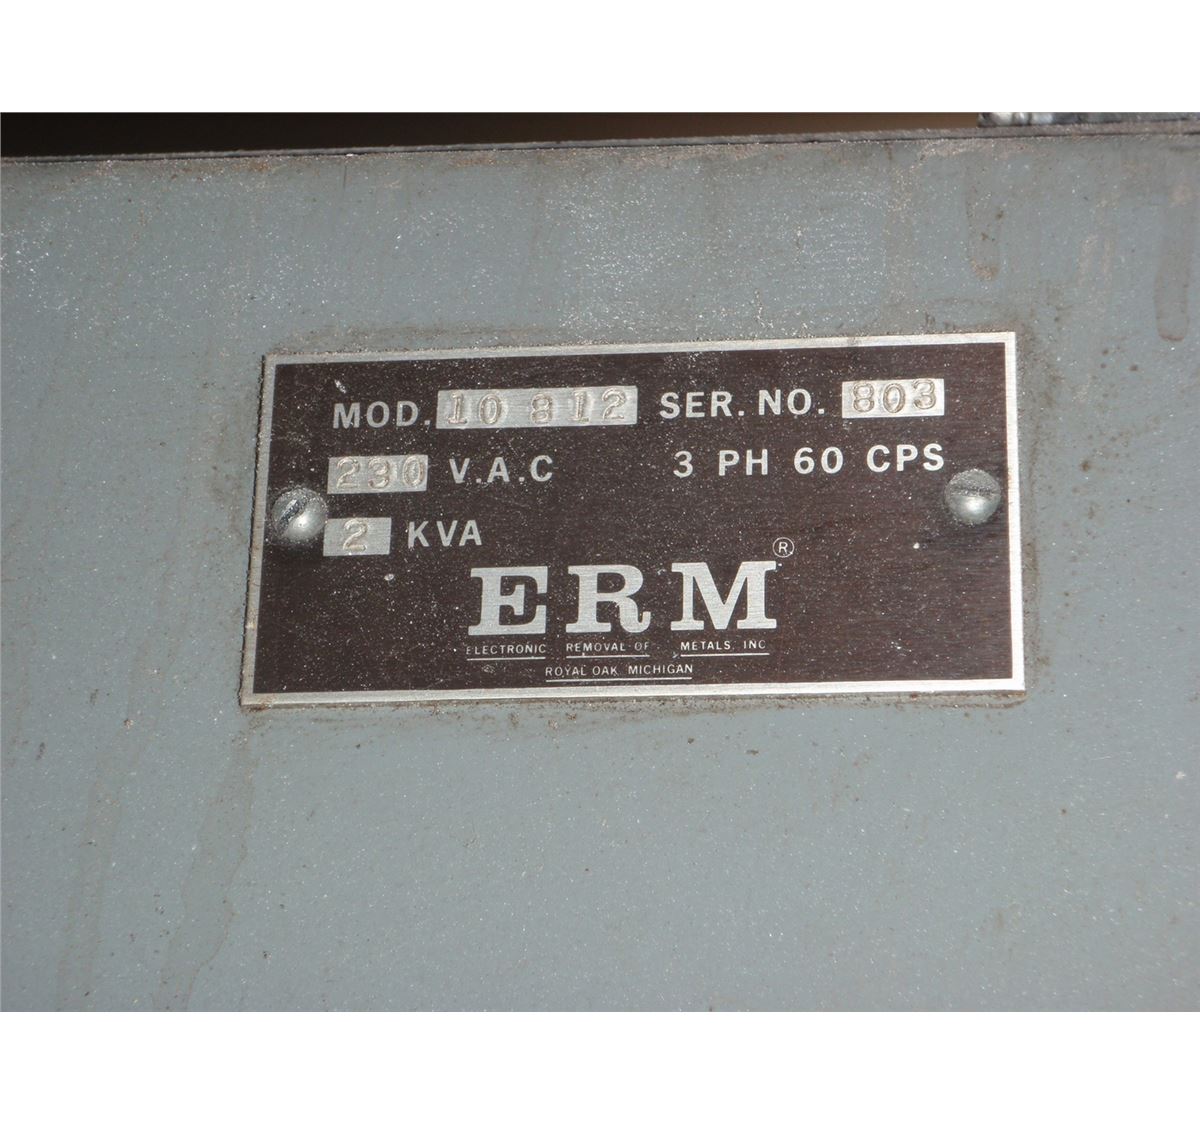 MOD. 10 812 SER. NO. 803
230 V.A.C 3 PH 60 CPS
2 KVA
ERM®
ELECTRONIC REMOVAL OF METALS, INC
ROYAL OAK, MICHIGAN